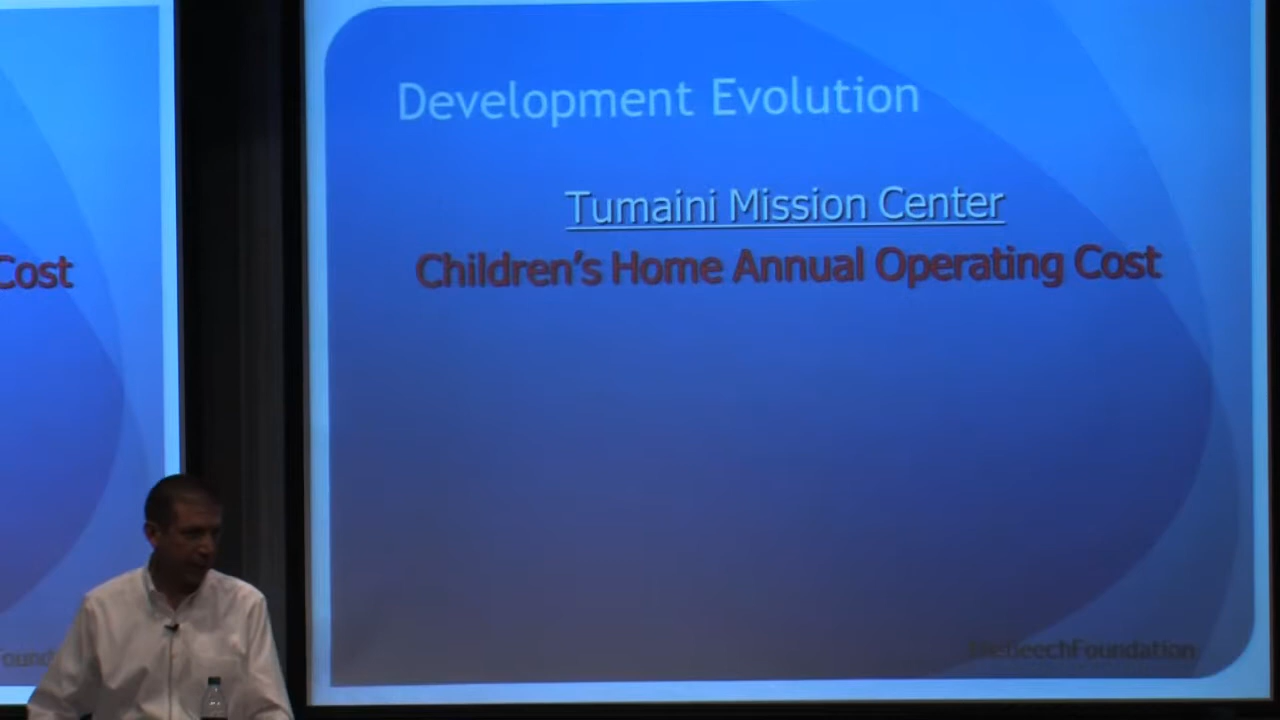 Development Evolution
Tumaini Mission Center
Children's Home Annual Operating Cost
Cost